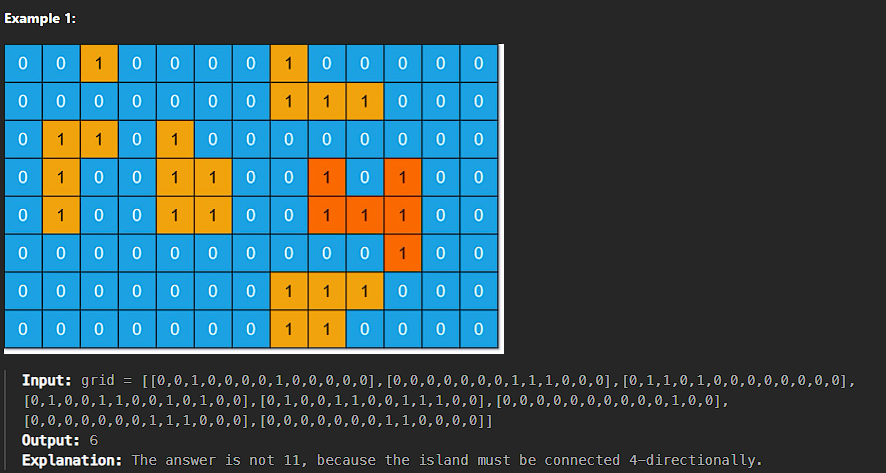 Example 1:
0 0 1 0 0 0 0 1 0 0 0 0 0
0 0 0 0 0 0 0 1 1 1 0 0 0
0 1 1 0 1 0 0 0 0 0 0 0 0
0 1 0 0 1 1 0 0 1 0 1 0 0
0 1 0 0 1 1 0 0 1 1 1 0 0
0 0 0 0 0 0 0 0 0 0 1 0 0
0 0 0 0 0 0 0 1 1 1 0 0 0
0 0 0 0 0 0 0 1 1 0 0 0 0
Input: grid = [[0,0,1,0,0,0,0,1,0,0,0,0,0],[0,0,0,0,0,0,0,1,1,1,0,0,0],[0,1,1,0,1,0,0,0,0,0,0,0,0],
[0,1,0,0,1,1,0,0,1,0,1,0,0],[0,1,0,0,1,1,0,0,1,1,1,0,0],[0,0,0,0,0,0,0,0,0,0,1,0,0],
[0,0,0,0,0,0,0,1,1,1,0,0,0],[0,0,0,0,0,0,0,1,1,0,0,0,0]]
Output: 6
Explanation: The answer is not 11, because the island must be connected 4-directionally.